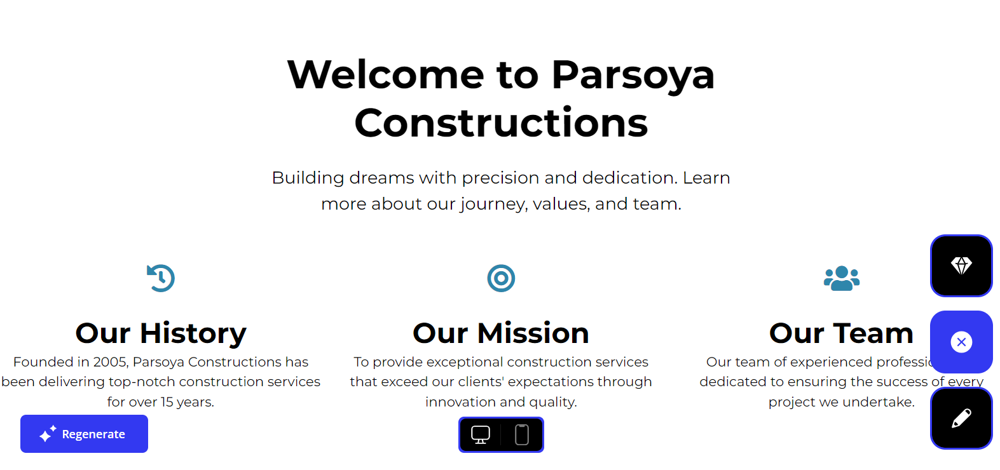 Welcome to Parsoya
Constructions
Building dreams with precision and dedication. Learn
more about our journey, values, and team.
Our History
Founded in 2005, Parsoya Constructions has
been delivering top-notch construction services
for over 15 years.
Our Mission
To provide exceptional construction services
that exceed our clients' expectations through
innovation and quality.
Our Team
Our team of experienced
dedicated to ensuring the success of every
project we undertake.
Regenerate